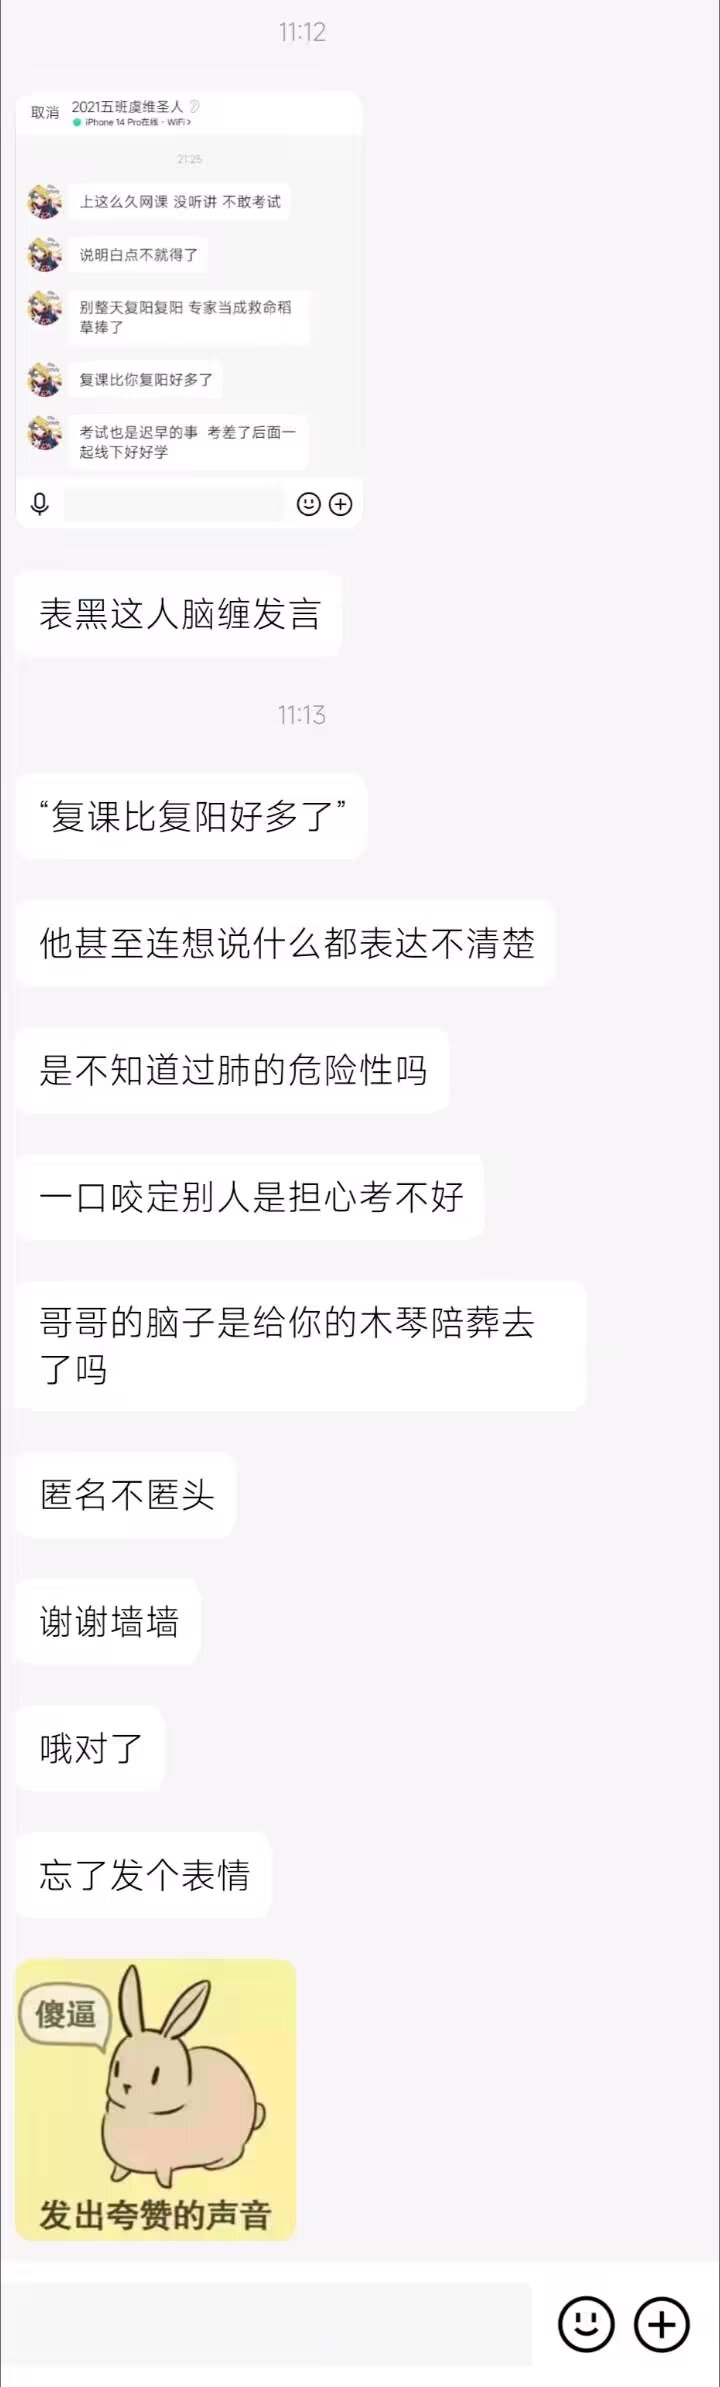 11:12
取消 2021五班虞维圣人
iPhone 14 Pro在线 - WiFi >
21:25
上这么久网课 没听讲 不敢考试
说明白点不就得了
别整天复阳复阳 专家当成救命稻
草捧了
复课比你复阳好多了
考试也是迟早的事 考差了后面一
起线下好好学
表黑这人脑缠发言
11:13
“复课比复阳好多了”
他甚至连想说什么都表达不清楚
是不知道过肺的危险性吗
一口咬定别人是担心考不好
哥哥的脑子是给你的木琴陪葬去
了吗
匿名不匿头
谢谢墙墙
哦对了
忘了发个表情
傻逼
发出夸赞的声音